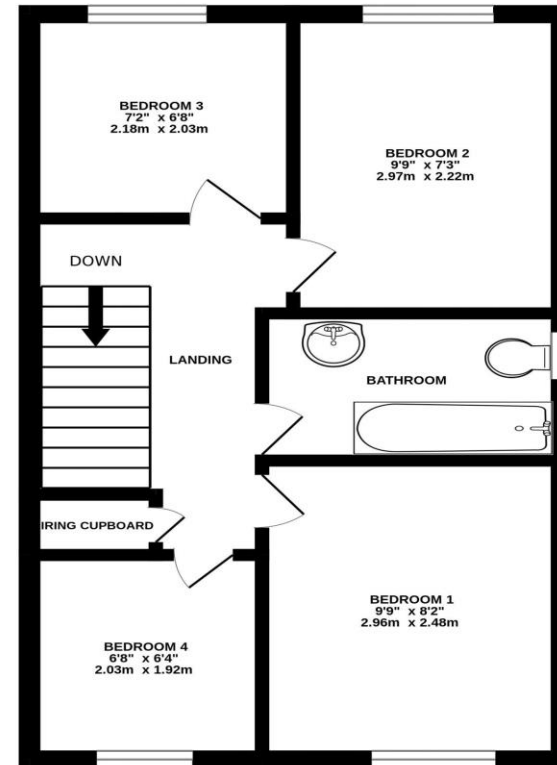 BEDROOM 3
7'2" x 6'8"
2.18m x 2.03m
BEDROOM 2
9'9" x 7'3"
2.97m x 2.22m
DOWN
LANDING
BATHROOM
IRING CUPBOARD
BEDROOM 1
9'9" x 8'2"
2.96m x 2.48m
BEDROOM 4
6'8" x 6'4"
2.03m x 1.92m